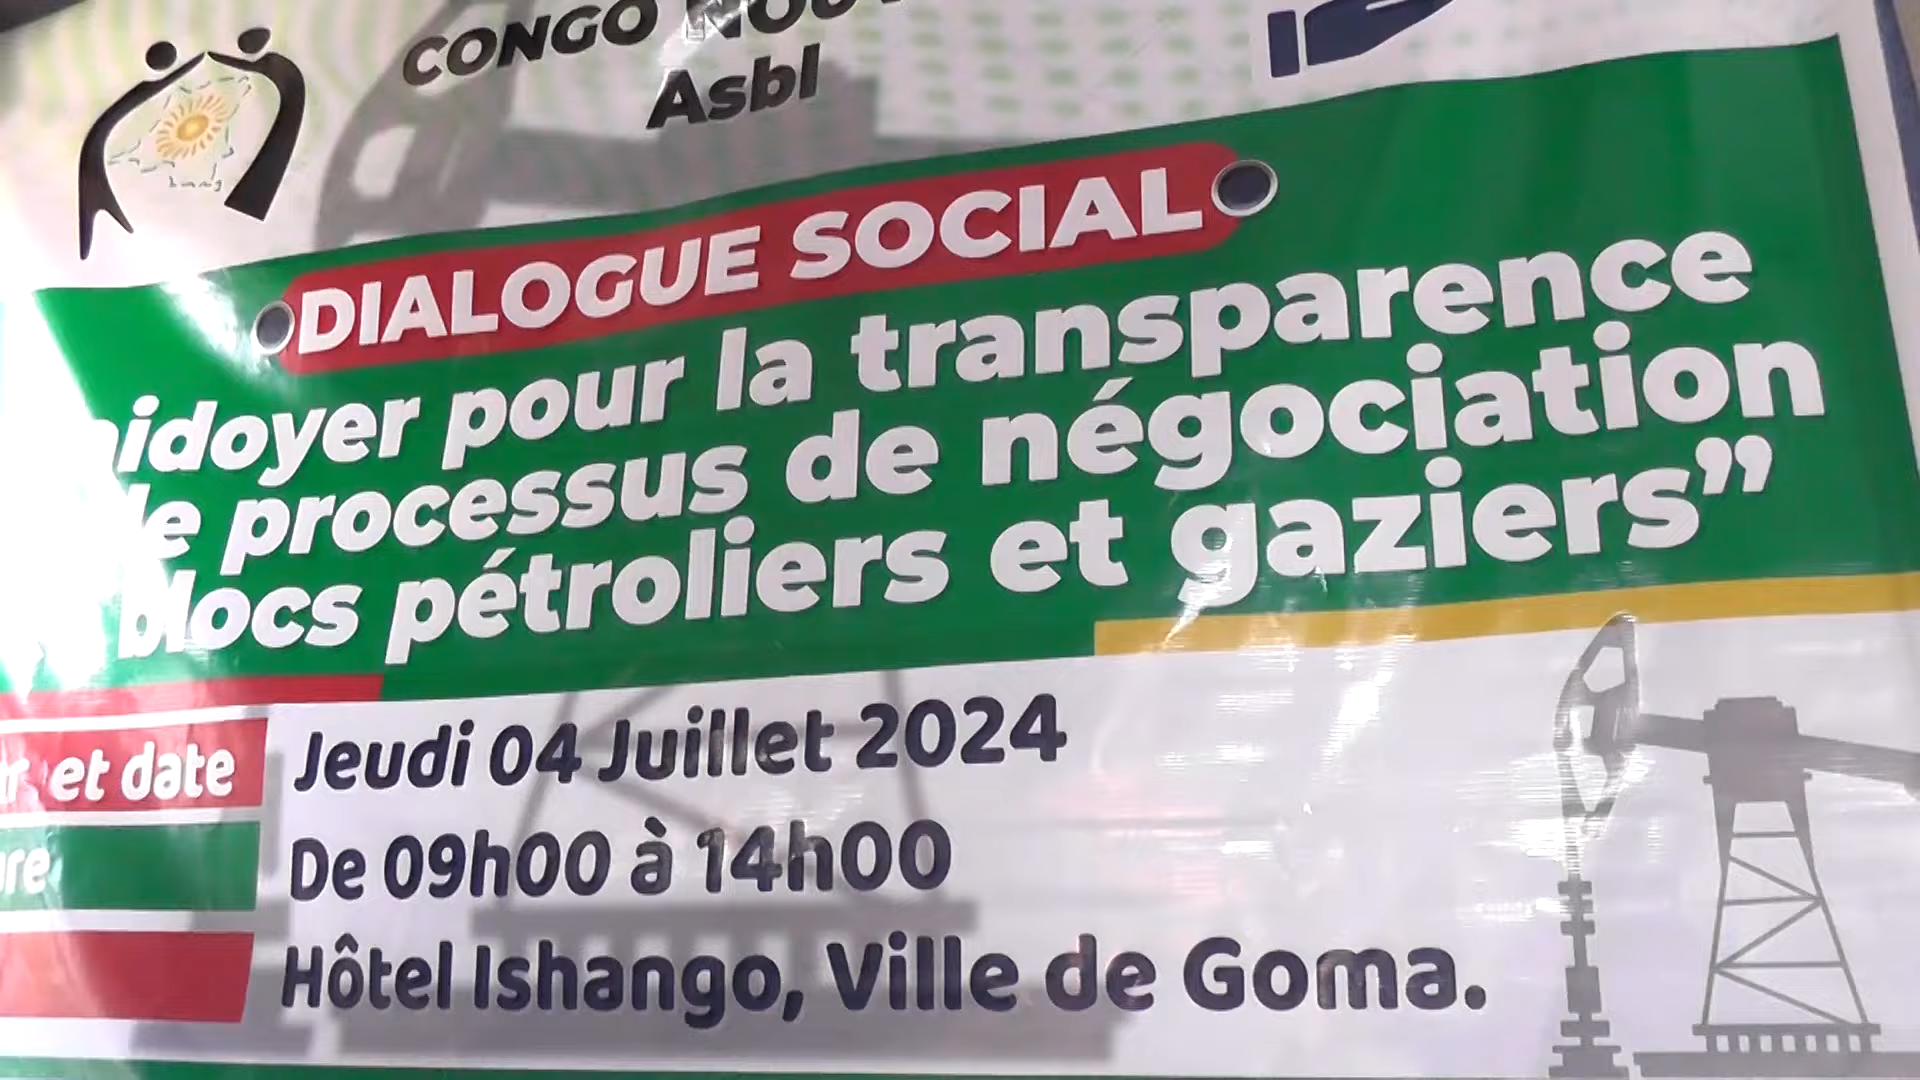 CONGO
Asbl
DIALOGUE SOCIAL
pour la transparence
processus de négociation
blocs pétroliers et gaziers”
et date
Jeudi 04 Juillet 2024
De 09h00 à 14h00
Hôtel Ishango, Ville de Goma.